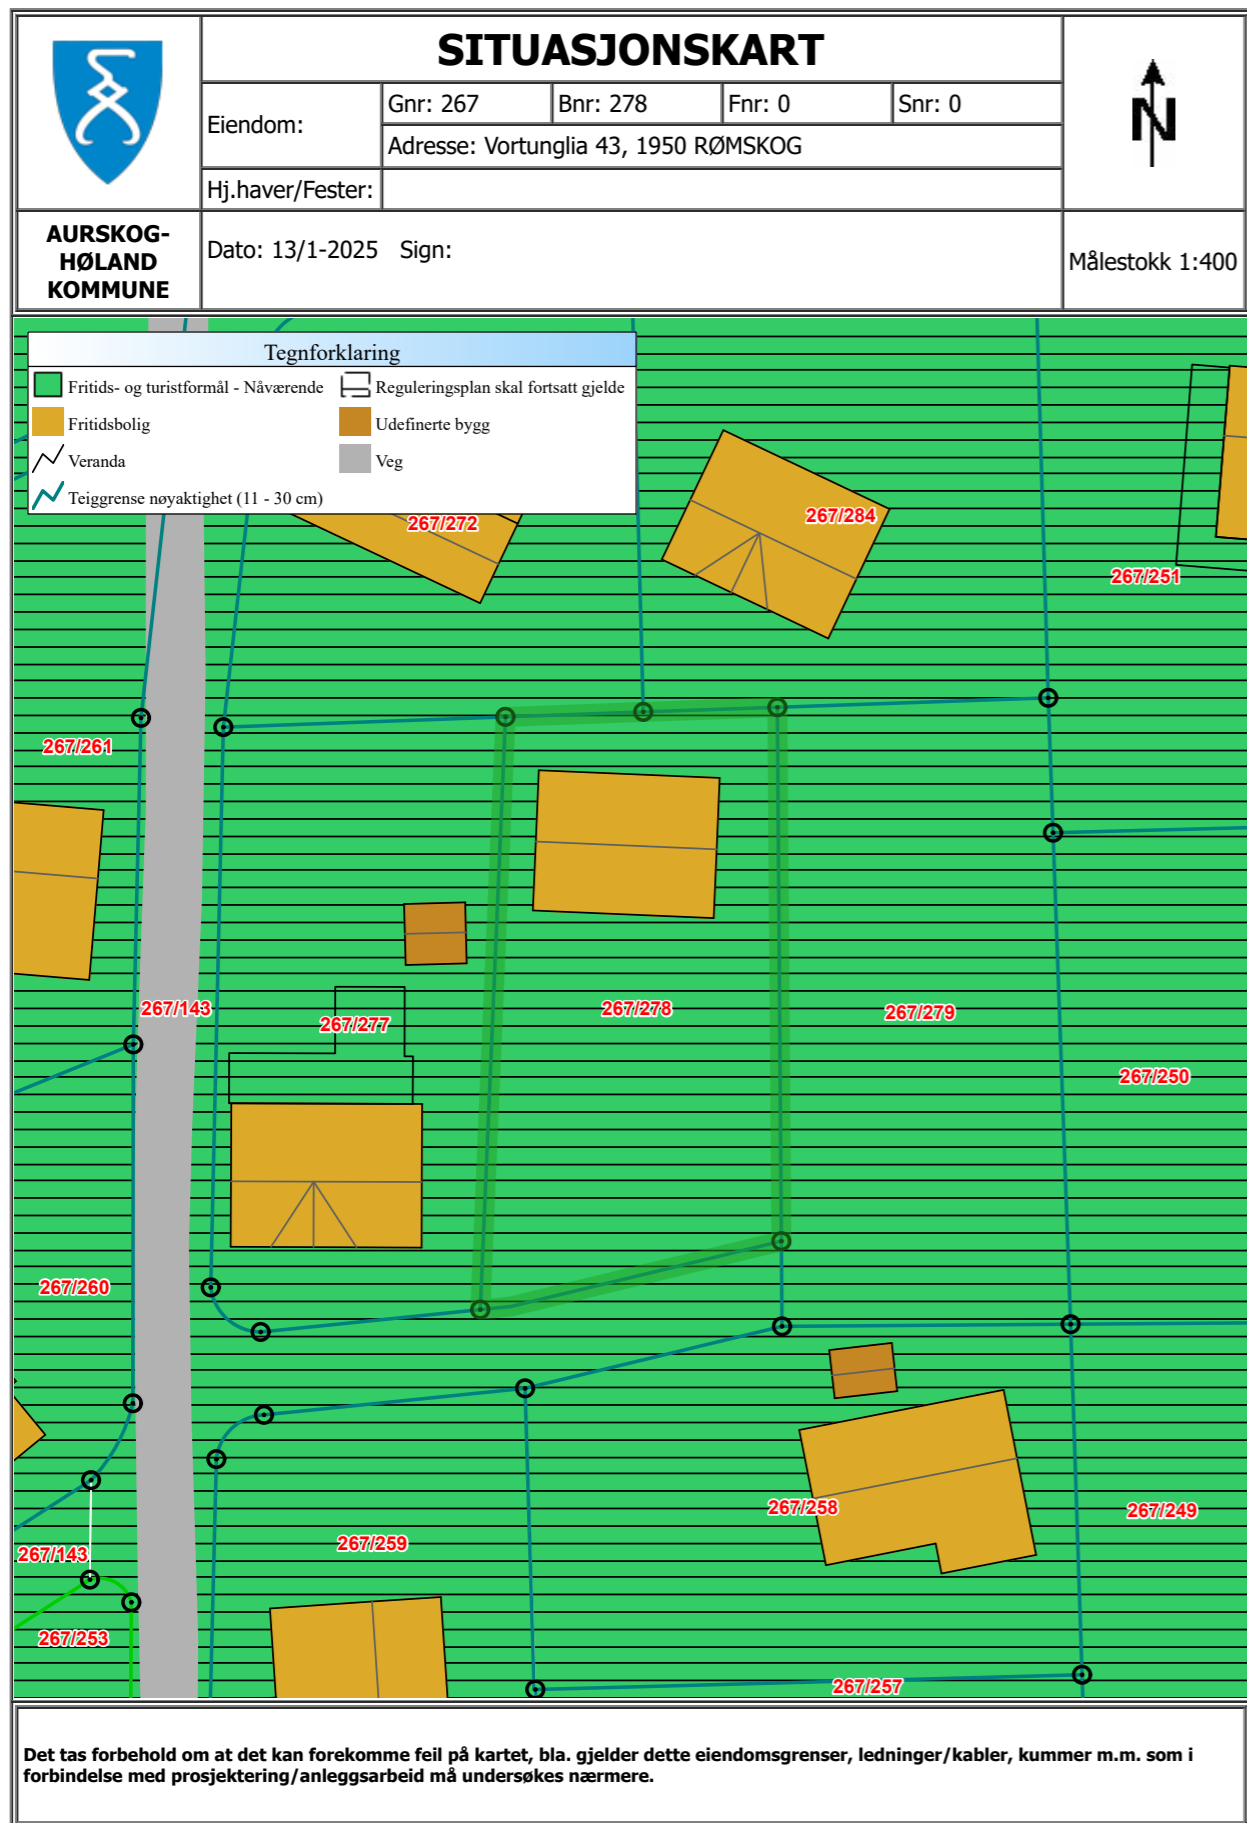 SITUASJONSKART
Eiendom:
Gnr: 267
Bnr: 278
Fnr: 0
Snr: 0
Adresse: Vortunglia 43, 1950 RØMSKOG
N
Hj.haver/Fester:
AURSKOG-
HØLAND
KOMMUNE
Dato: 13/1-2025 Sign:
Målestokk 1:400
Tegnforklaring
Fritids- og turistformål - Nåværende
Reguleringsplan skal fortsatt gjelde
Fritidsbolig
Udefinerte bygg
Veranda
Veg
Teiggrense nøyaktighet (11 - 30 cm)
267/272
267/284
267/251
267/261
267/143
267/277
267/278
267/279
267/250
267/260
267/258
267/249
267/259
267/143
267/253
267/257
Det tas forbehold om at det kan forekomme feil på kartet, bla. gjelder dette eiendomsgrenser, ledninger/kabler, kummer m.m. som i
forbindelse med prosjektering/anleggsarbeid må undersøkes nærmere.